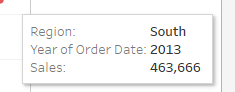 Region: South
Year of Order Date: 2013
Sales: 463,666